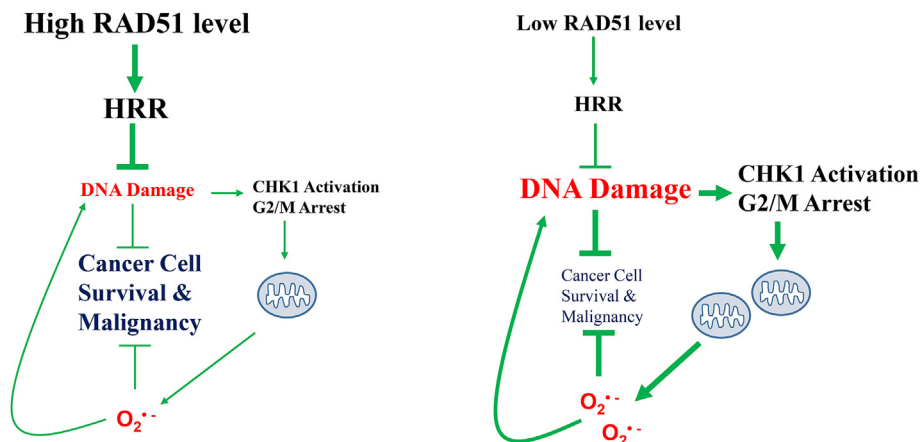 High RAD51 level
HRR
DNA Damage
CHK1 Activation
G2/M Arrest
Cancer Cell
Survival &
Malignancy
O₂•-
Low RAD51 level
HRR
DNA Damage
CHK1 Activation
G2/M Arrest
Cancer Cell
Survival &
Malignancy
O₂•-
O₂•-